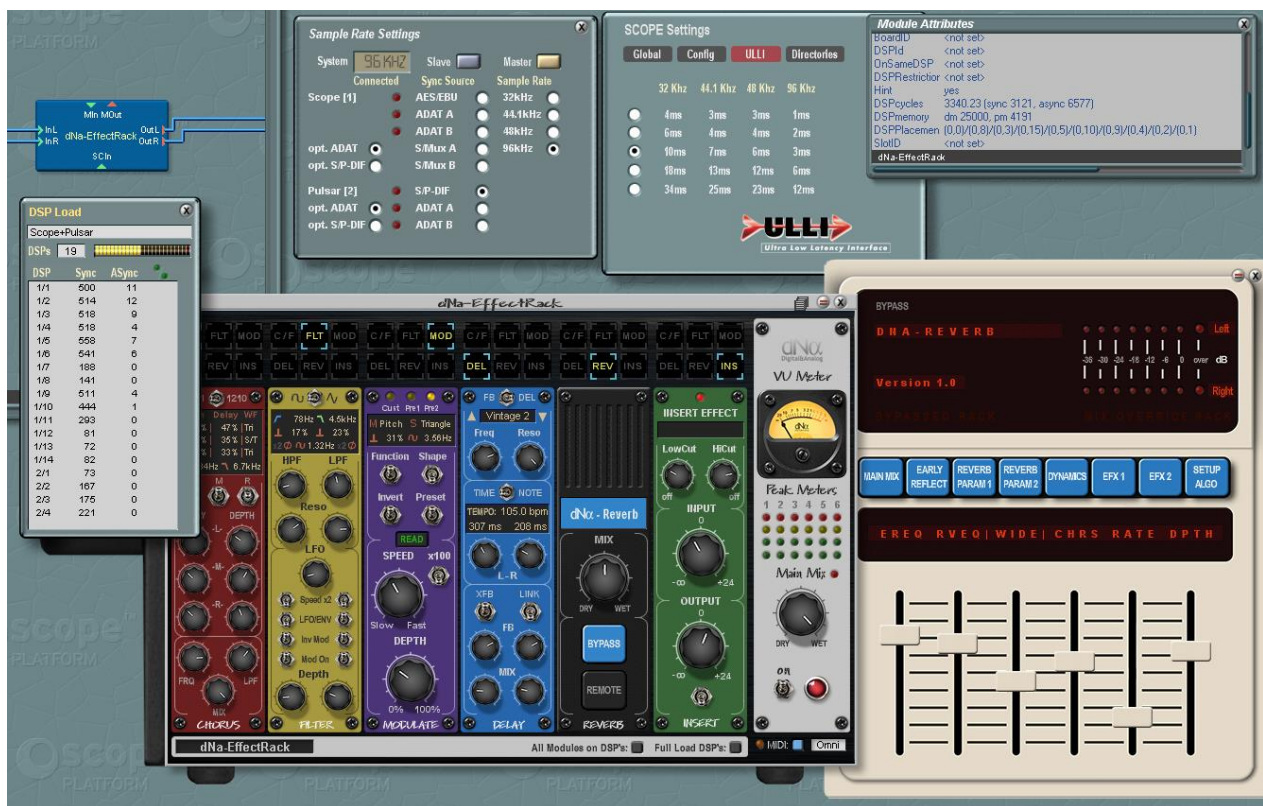 Sample Rate Settings
System 96 KHZ Slave Master
Connected Sync Source Sample Rate
Scope [1] AES/EBU 32kHz
ADAT A 44.1kHz
ADAT B 48kHz
opt. ADAT S/Mux A 96kHz
opt. S/P-DIF S/Mux B
Pulsar [2] S/P-DIF
opt. ADAT ADAT A
opt. S/P-DIF ADAT B
SCOPE Settings
Global Config ULLI Directories
32 Khz 44.1 Khz 48 Khz 96 Khz
4ms 3ms 3ms 1ms
6ms 4ms 4ms 2ms
10ms 7ms 6ms 3ms
18ms 13ms 12ms 6ms
34ms 25ms 23ms 12ms
ULLI
Ultra Low Latency Interface
Module Attributes
BoardID <not set>
DSPId <not set>
OnSameDSP <not set>
DSPRestriction <not set>
Hint yes
DSPcycles 3340.23 (sync 3121, async 6577)
DSPmemory dm 25000, pm 4191
DSPPlacemen (0,0)/(0,8)/(0,3)/(0,15)/(0,5)/(0,10)/(0,9)/(0,4)/(0,2)/(0,1)
SlotID <not set>
dNa-EffectRack
MIn MOut
InL OutL
dNa-EffectRack
InR OutR
SCIn
DSP Load
Scope+Pulsar
DSPs 19
DSP Sync ASync
1/1 500 11
1/2 514 12
1/3 518 9
1/4 518 4
1/5 558 7
1/6 541 6
1/7 188 0
1/8 141 0
1/9 511 4
1/10 444 1
1/11 293 0
1/12 81 0
1/13 72 0
1/14 82 0
2/1 73 0
2/2 167 0
2/3 175 0
2/4 221 0
dNa-EffectRack
FLT MOD C/F FLT MOD C/F FLT MOD C/F FLT MOD C/F FLT MOD C/F FLT MOD
REV INS DEL REV INS DEL REV INS DEL REV INS DEL REV INS DEL REV INS
1210
Delay WF
47% Tri
35% S/T
33% Tri
6.7kHz
M R
DEPTH
-L-
-M-
-R-
FRQ LPF
MIX
CHORUS
78Hz 4.5kHz
17% 23%
1.32Hz
HPF LPF
Reso
LFO
Speed x2
LFO/ENV
Inv Mod
Mod On
Depth
FILTER
Cust Pre1 Pre2
M Pitch S Triangle
31% 3.56Hz
Function Shape
Invert Preset
READ
SPEED x100
Slow Fast
DEPTH
0% 100%
MODULATE
FB DEL
Vintage 2
Freq Reso
TIME NOTE
TEMPO: 105.0 bpm
307 ms 208 ms
L-R
XFB LINK
FB
MIX
DELAY
dNα - Reverb
MIX
DRY WET
BYPASS
REMOTE
REVERB
INSERT EFFECT
LowCut HiCut
off off
INPUT
0
-∞ +24
OUTPUT
0
-∞ +24
INSERT
dNα
Digital&Analog
VU Meter
dNα
Peak Meters
1 2 3 4 5 6
Main Mix
DRY WET
on
dNa-EffectRack
All Modules on DSP's: Full Load DSP's: MIDI: Omni
BYPASS
DNA-REVERB
Version 1.0
Left
-36 -30 -24 -18 -12 -6 0 over dB
Right
MAIN MIX
EARLY REFLECT
REVERB PARAM 1
REVERB PARAM 2
DYNAMICS
EFX 1
EFX 2
SETUP ALGO
FREQ RVEQ| WIDE| CHRS RATE DPTH
Scope
PLATFORM